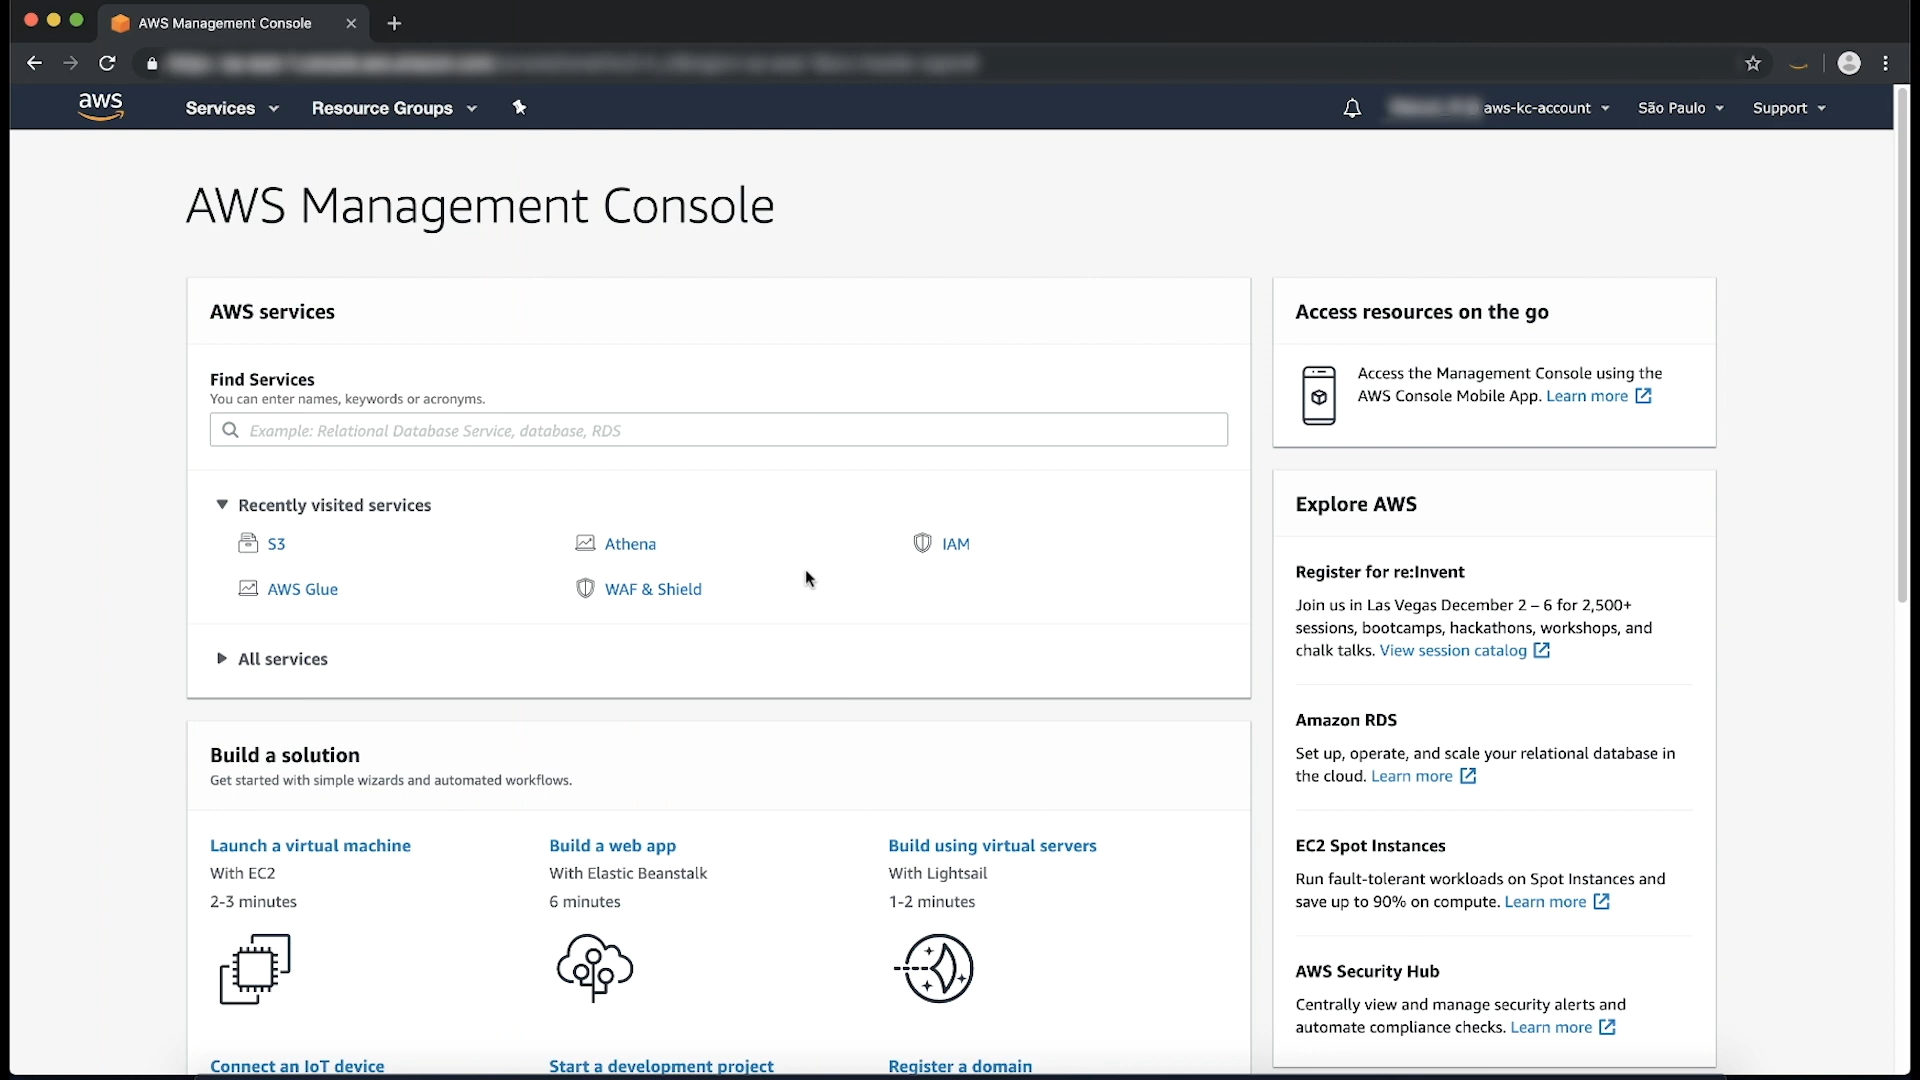 AWS Management Console
aws
Services
Resource Groups
aws-kc-account
São Paulo
Support
AWS Management Console
AWS services
Find Services
You can enter names, keywords or acronyms.
Example: Relational Database Service, database, RDS
Recently visited services
S3
Athena
IAM
AWS Glue
WAF & Shield
All services
Build a solution
Get started with simple wizards and automated workflows.
Launch a virtual machine
With EC2
2-3 minutes
Build a web app
With Elastic Beanstalk
6 minutes
Build using virtual servers
With Lightsail
1-2 minutes
Connect an IoT device
Start a development project
Register a domain
Access resources on the go
Access the Management Console using the
AWS Console Mobile App. Learn more
Explore AWS
Register for re:Invent
Join us in Las Vegas December 2 – 6 for 2,500+
sessions, bootcamps, hackathons, workshops, and
chalk talks. View session catalog
Amazon RDS
Set up, operate, and scale your relational database in
the cloud. Learn more
EC2 Spot Instances
Run fault-tolerant workloads on Spot Instances and
save up to 90% on compute. Learn more
AWS Security Hub
Centrally view and manage security alerts and
automate compliance checks. Learn more